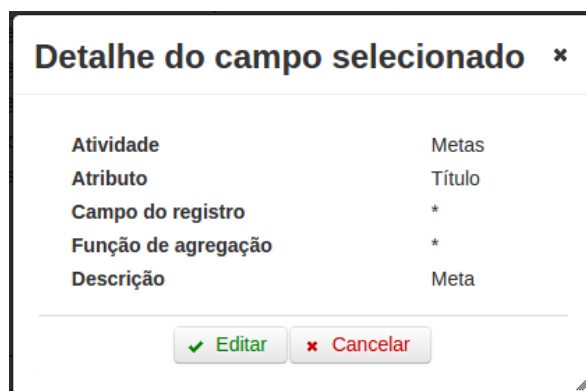 Detalhe do campo selecionado
Atividade Metas
Atributo Título
Campo do registro *
Função de agregação *
Descrição Meta
Editar Cancelar